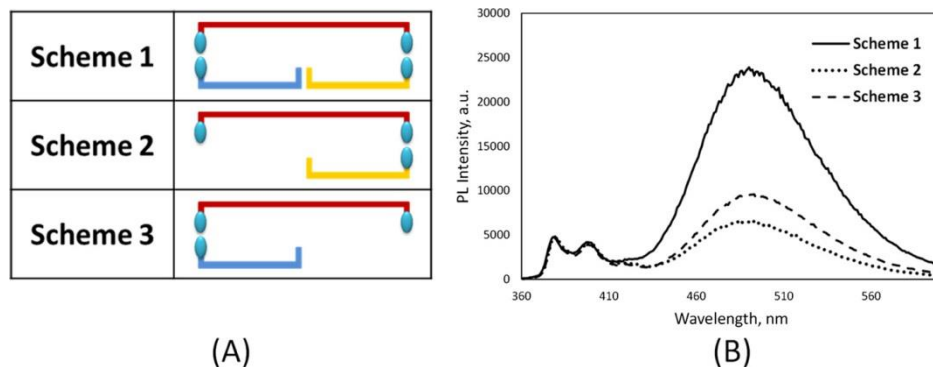 Scheme 1
Scheme 2
Scheme 3
(A)
PL Intensity, a.u.
30000
25000
20000
15000
10000
5000
0
360
410
460
510
560
Wavelength, nm
Scheme 1
Scheme 2
Scheme 3
(B)